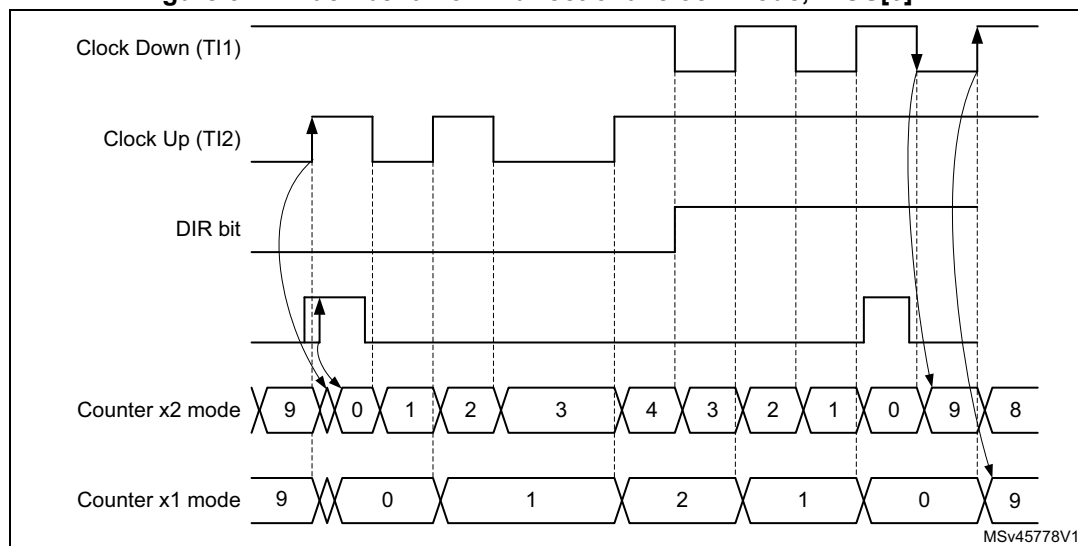 Clock Down (TI1)
Clock Up (TI2)
DIR bit
Counter x2 mode 9 0 1 2 3 4 3 2 1 0 9 8
Counter x1 mode 9 0 1 2 1 0 9
MSv45778V1